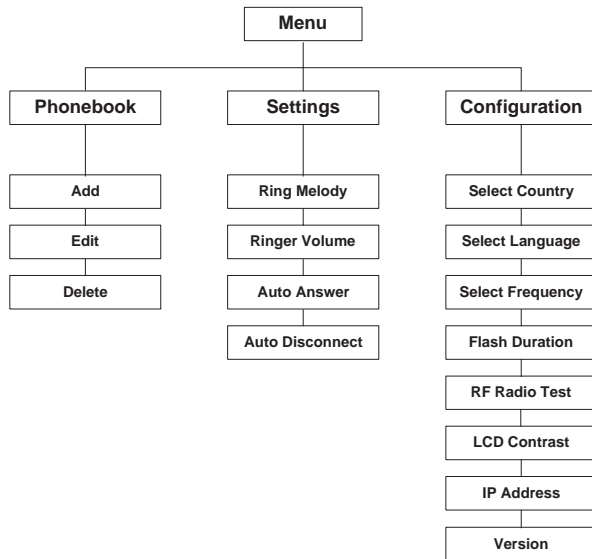 Menu
Phonebook
Settings
Configuration
Add
Edit
Delete
Ring Melody
Ringer Volume
Auto Answer
Auto Disconnect
Select Country
Select Language
Select Frequency
Flash Duration
RF Radio Test
LCD Contrast
IP Address
Version